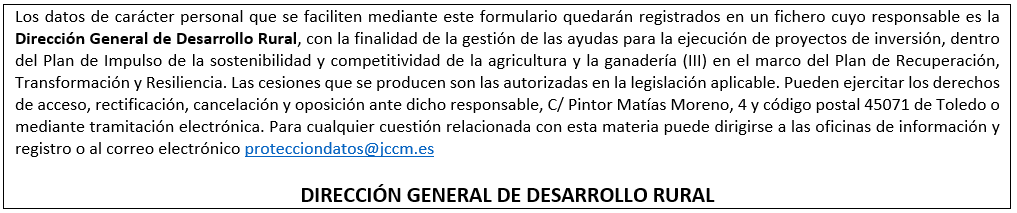 Los datos de carácter personal que se faciliten mediante este formulario quedarán registrados en un fichero cuyo responsable es la
Dirección General de Desarrollo Rural, con la finalidad de la gestión de las ayudas para la ejecución de proyectos de inversión, dentro
del Plan de Impulso de la sostenibilidad y competitividad de la agricultura y la ganadería (III) en el marco del Plan de Recuperación,
Transformación y Resiliencia. Las cesiones que se producen son las autorizadas en la legislación aplicable. Pueden ejercitar los derechos
de acceso, rectificación, cancelación y oposición ante dicho responsable, C/ Pintor Matías Moreno, 4 y código postal 45071 de Toledo o
mediante tramitación electrónica. Para cualquier cuestión relacionada con esta materia puede dirigirse a las oficinas de información y
registro o al correo electrónico protecciondatos@jccm.es
DIRECCIÓN GENERAL DE DESARROLLO RURAL